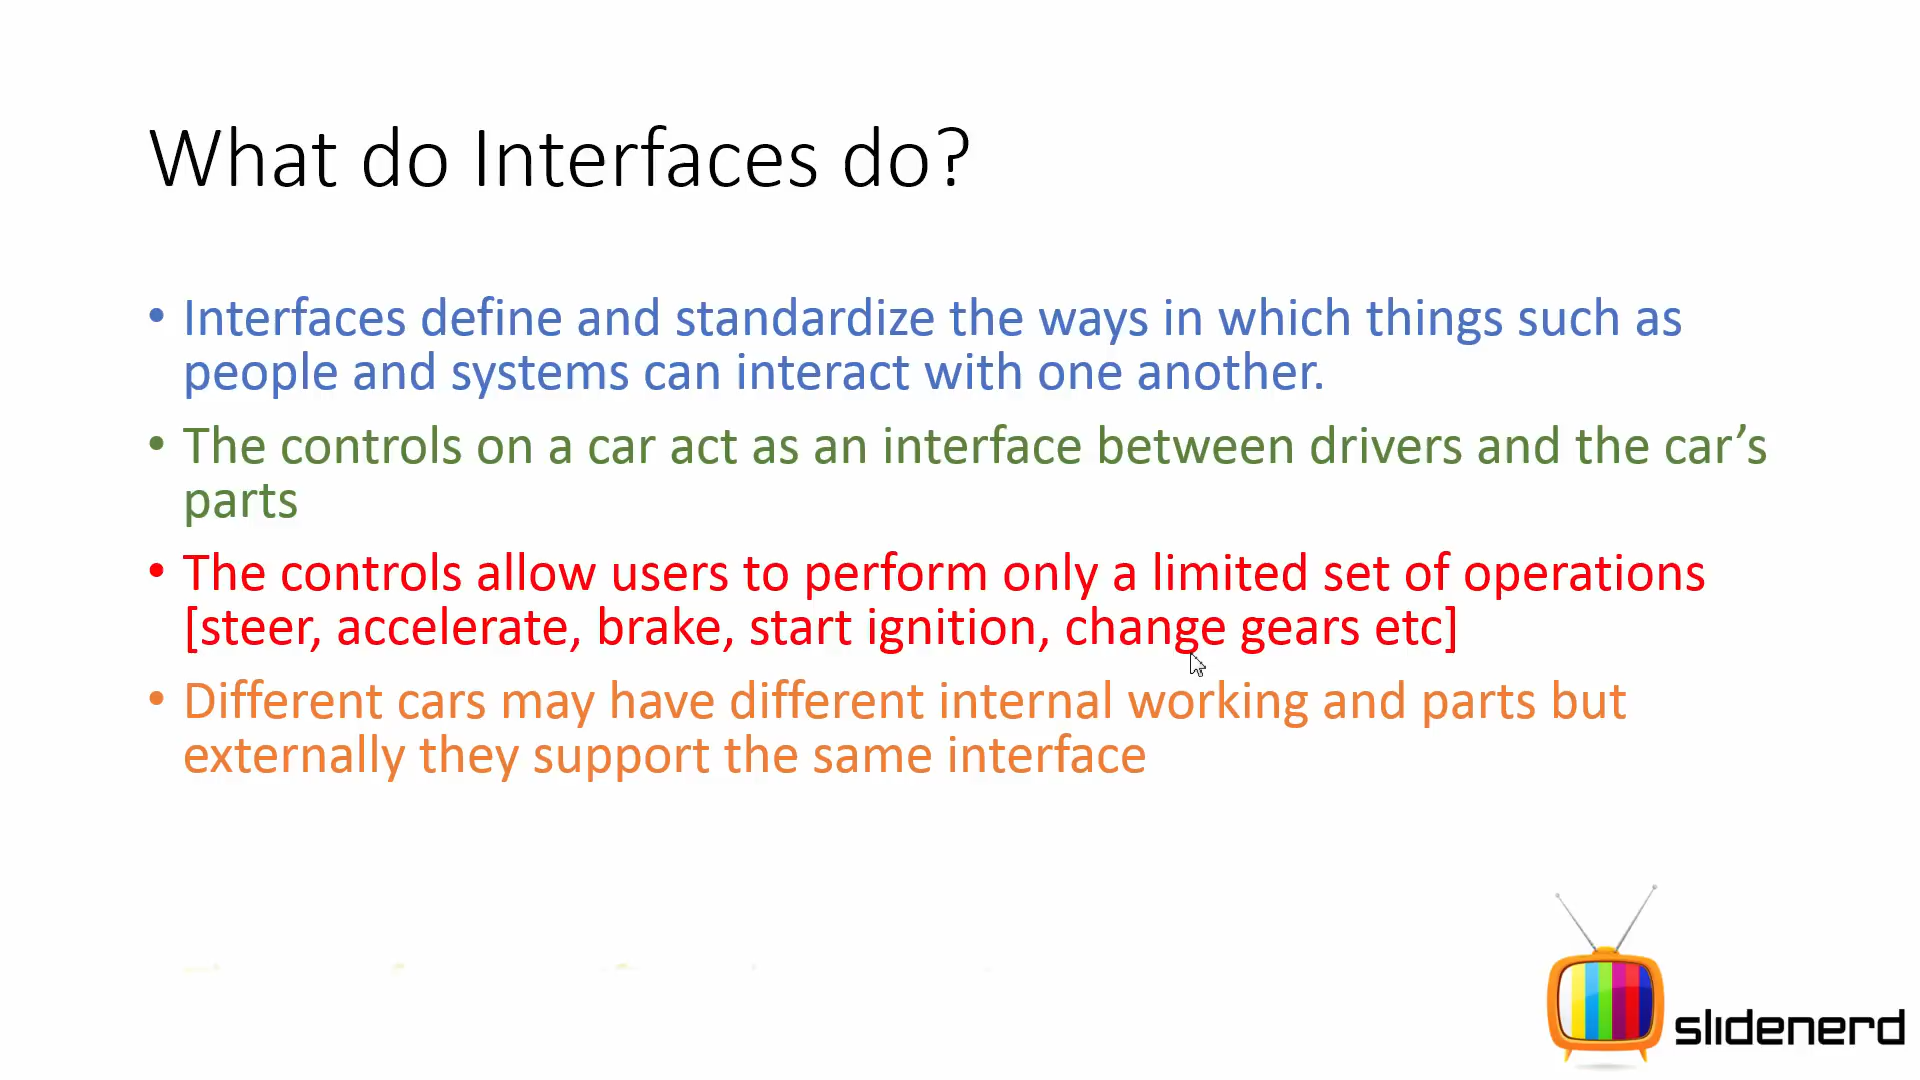 What do Interfaces do?
• Interfaces define and standardize the ways in which things such as
people and systems can interact with one another.
• The controls on a car act as an interface between drivers and the car’s
parts
• The controls allow users to perform only a limited set of operations
[steer, accelerate, brake, start ignition, change gears etc]
• Different cars may have different internal working and parts but
externally they support the same interface
slidenerd